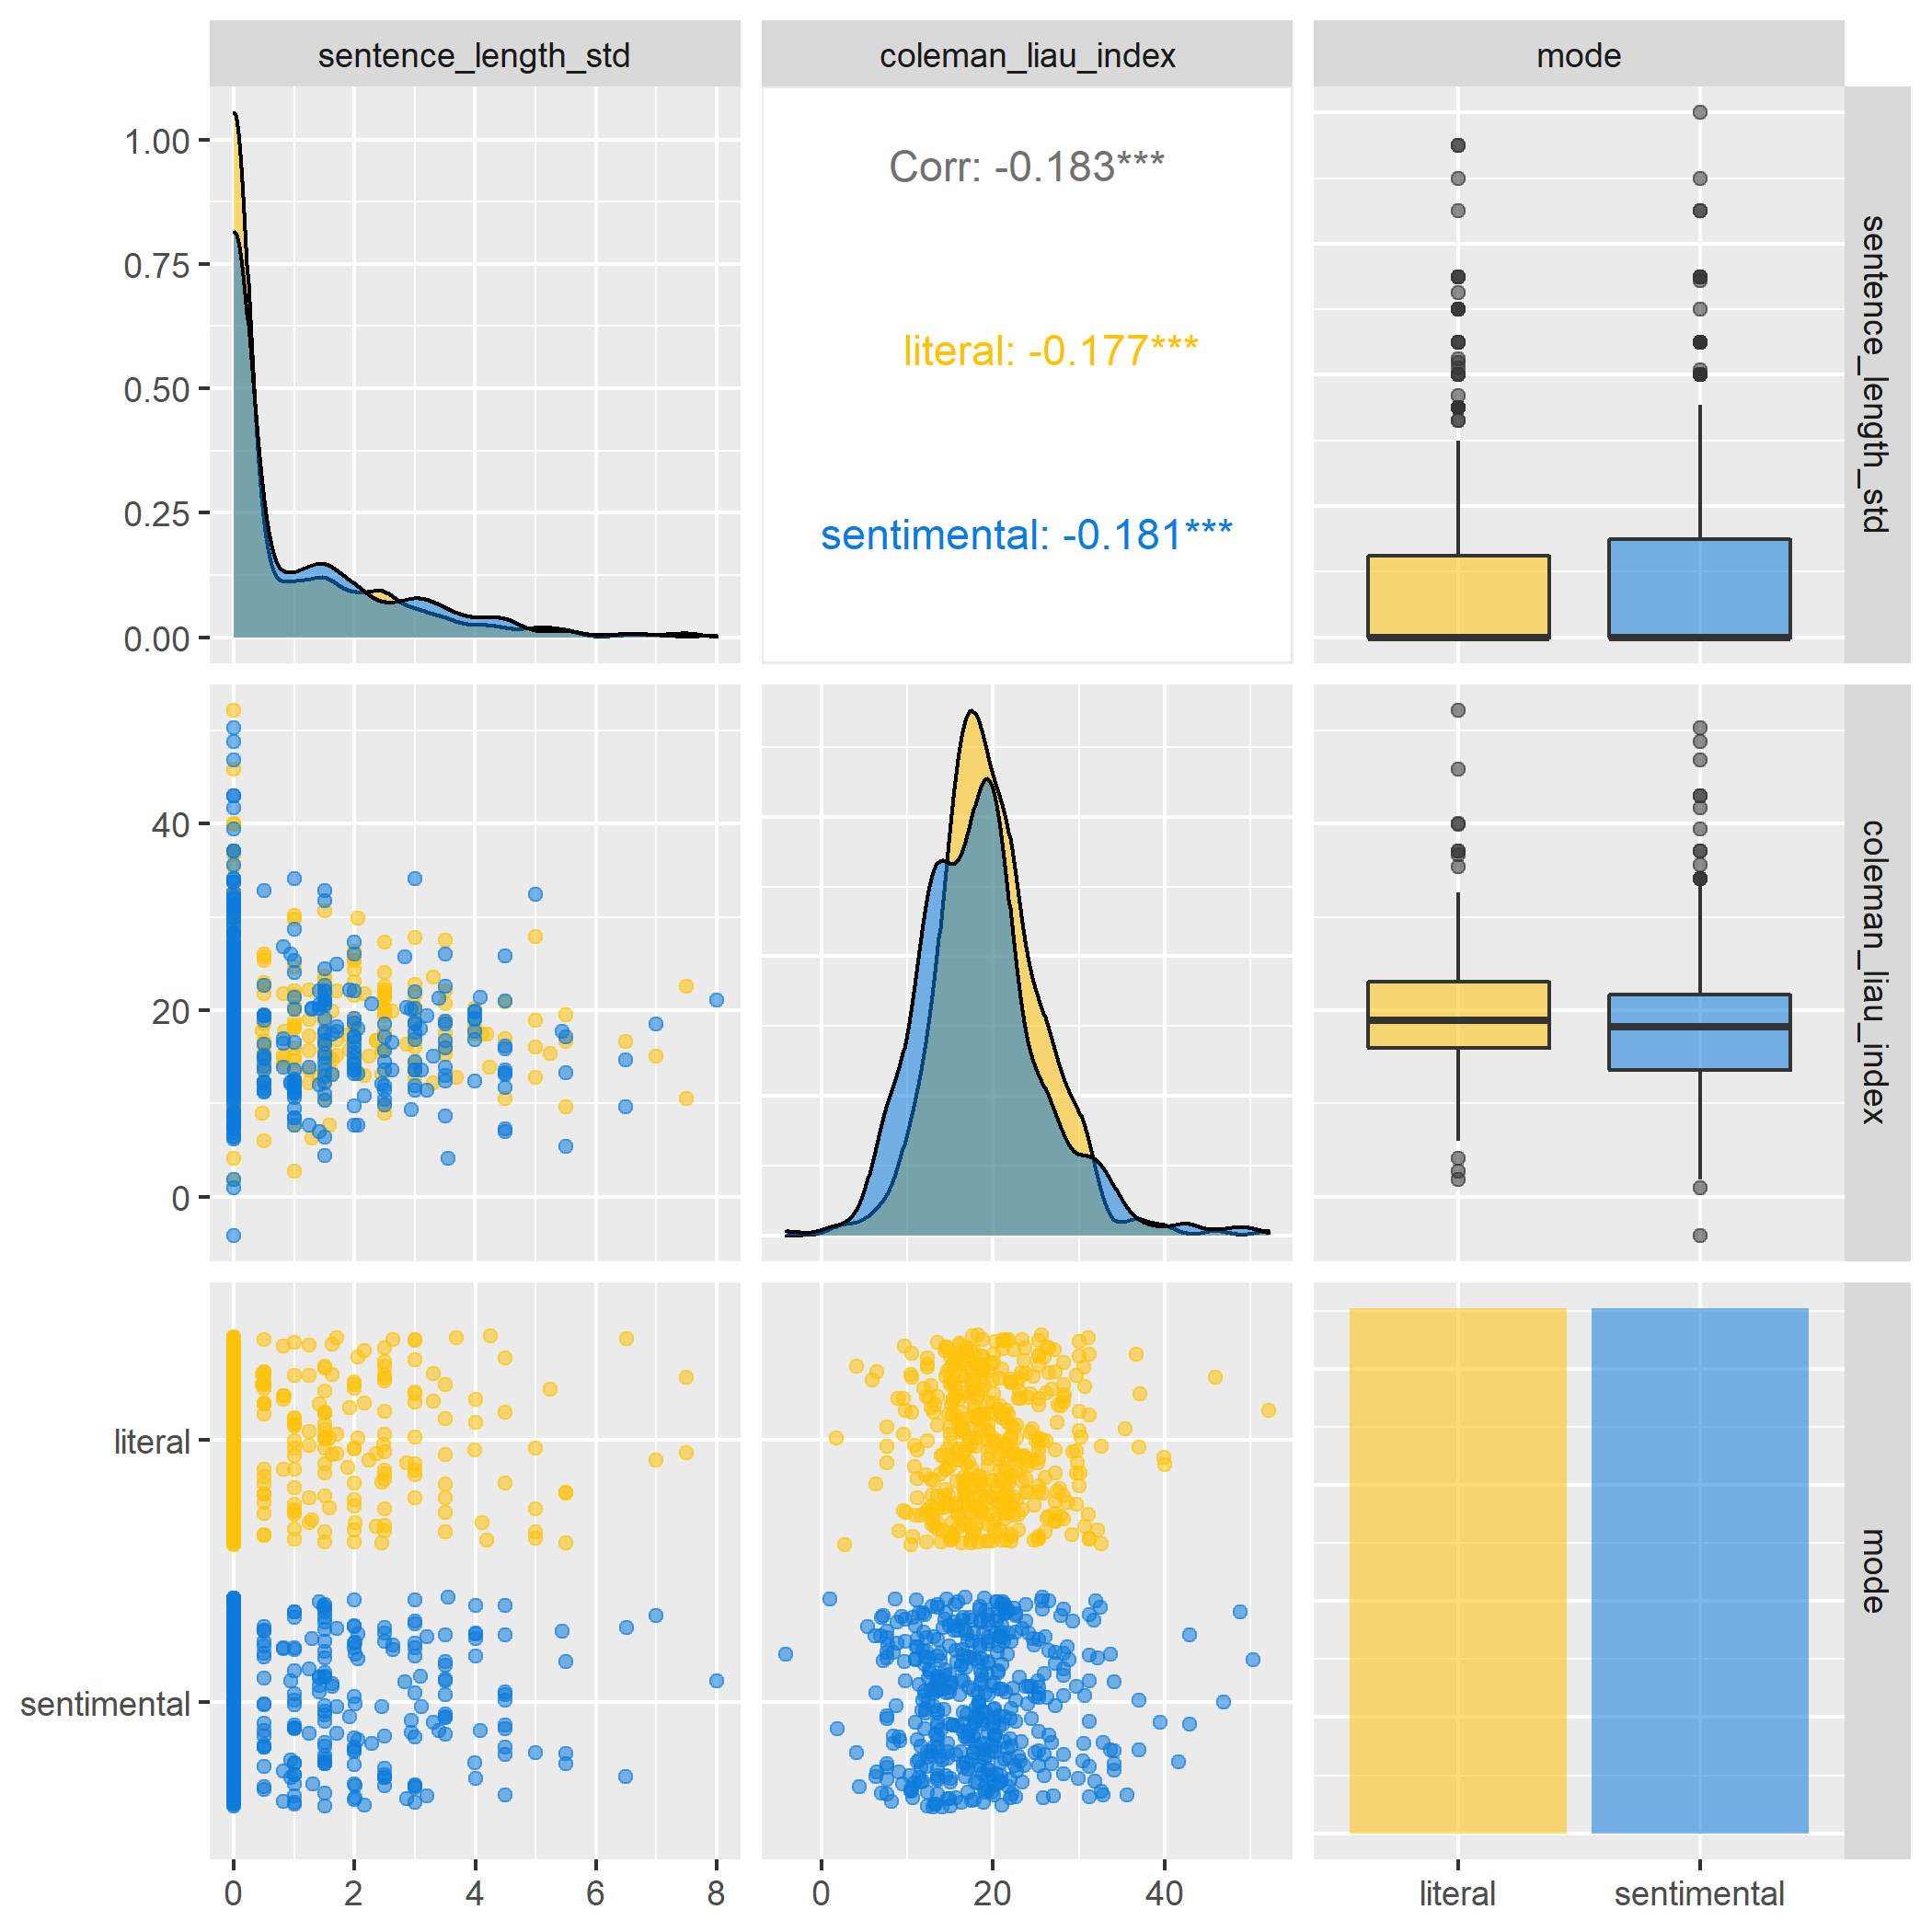 sentence_length_std
coleman_liau_index
mode
1.00
0.75
0.50
0.25
0.00
Corr: -0.183***
literal: -0.177***
sentimental: -0.181***
sentence_length_std
40
20
0
coleman_liau_index
literal
sentimental
mode
0 2 4 6 8
0 20 40
literal sentimental